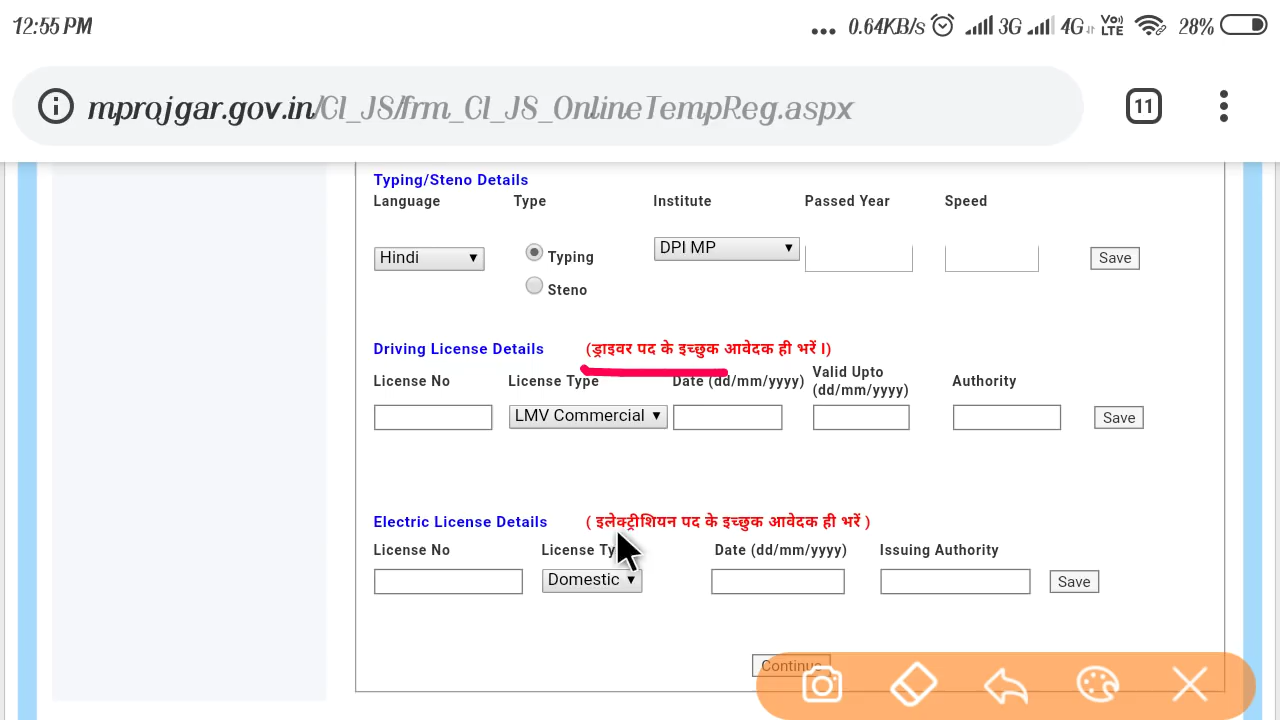 12:55 PM ... 0.64KB/s 3G 4G Vo) LTE 28%
mprojgar.gov.in/CI_JS/frm_CI_JS_OnlineTempReg.aspx 11
Typing/Steno Details
Language Type Institute Passed Year Speed
Hindi Typing DPI MP Save
Steno
Driving License Details (ड्राइवर पद के इच्छुक आवेदक ही भरें I)
License No License Type Date (dd/mm/yyyy) Valid Upto (dd/mm/yyyy) Authority
LMV Commercial Save
Electric License Details ( इलेक्ट्रीशियन पद के इच्छुक आवेदक ही भरें )
License No License Ty Date (dd/mm/yyyy) Issuing Authority
Domestic Save
Continue